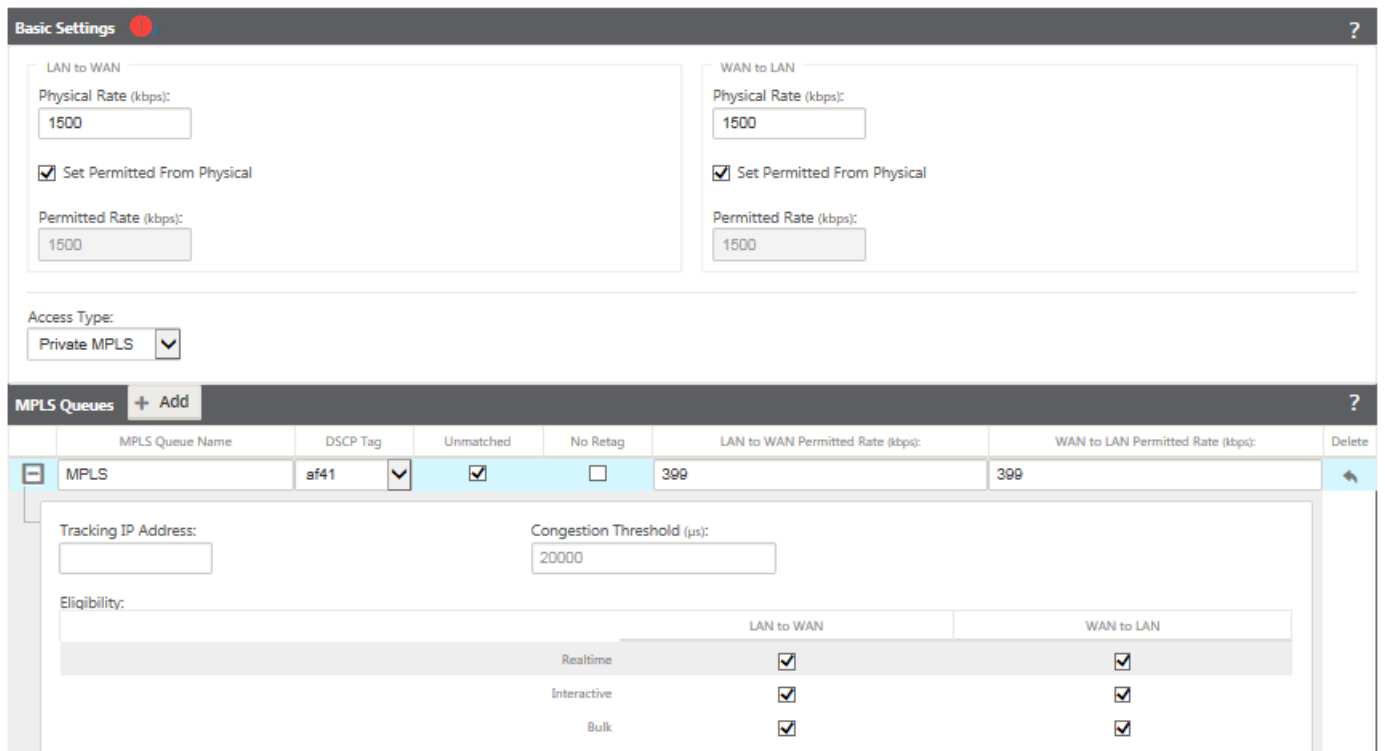 Basic Settings ?
LAN to WAN WAN to LAN
Physical Rate (kbps): Physical Rate (kbps):
1500 1500
Set Permitted From Physical Set Permitted From Physical
Permitted Rate (kbps): Permitted Rate (kbps):
1500 1500
Access Type:
Private MPLS
MPLS Queues + Add ?
MPLS Queue Name DSCP Tag Unmatched No Retag LAN to WAN Permitted Rate (kbps): WAN to LAN Permitted Rate (kbps): Delete
MPLS af41 399 399
Tracking IP Address: Congestion Threshold (µs):
20000
Eligibility:
LAN to WAN WAN to LAN
Realtime
Interactive
Bulk